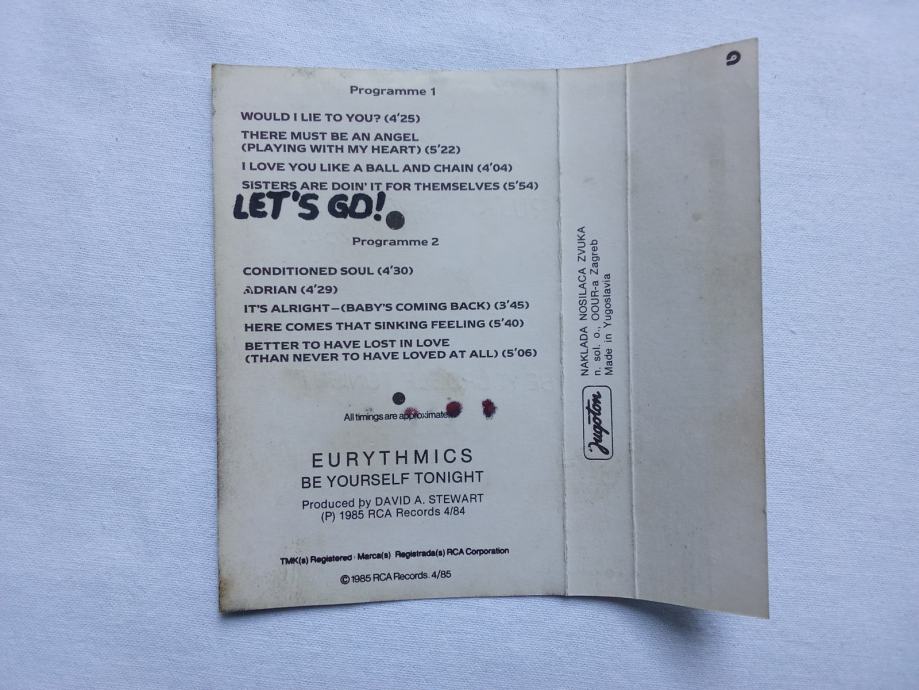 Programme 1
WOULD I LIE TO YOU? (4'25)
THERE MUST BE AN ANGEL
(PLAYING WITH MY HEART) (5'22)
I LOVE YOU LIKE A BALL AND CHAIN (4'04)
SISTERS ARE DOIN' IT FOR THEMSELVES (5'54)
LET'S GO!
Programme 2
CONDITIONED SOUL (4'30)
ADRIAN (4'29)
IT'S ALRIGHT—(BABY'S COMING BACK) (3'45)
HERE COMES THAT SINKING FEELING (5'40)
BETTER TO HAVE LOST IN LOVE
(THAN NEVER TO HAVE LOVED AT ALL) (5'06)
All timings are approximate
EURYTHMICS
BE YOURSELF TONIGHT
Produced by DAVID A. STEWART
(P) 1985 RCA Records 4/84
TMK(s) Registered · Marca(s) Registrada(s) RCA Corporation
© 1985 RCA Records. 4/85
NAKLADA NOSILACA ZVUKA
n. sol. o., OOUR-a Zagreb
Made in Yugoslavia
Jugoton